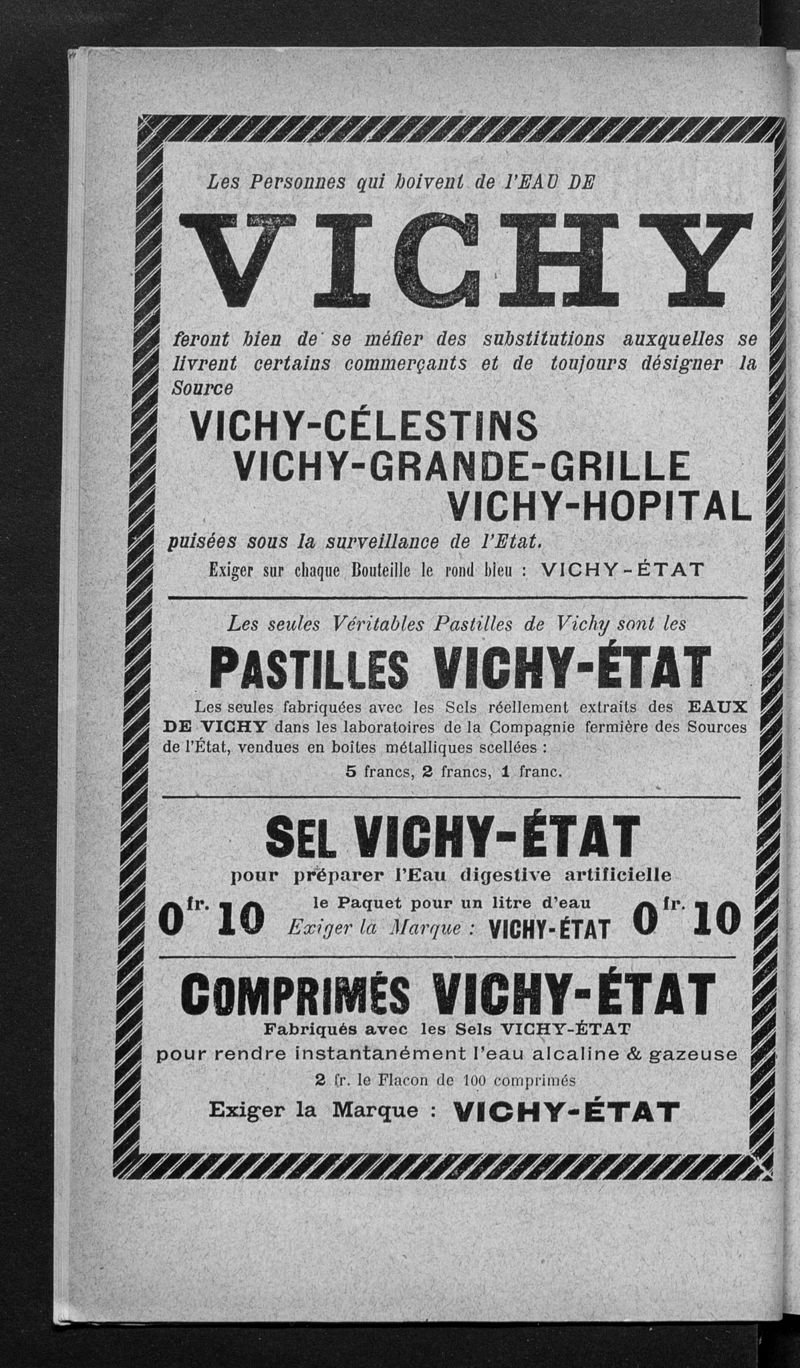 Les Personnes qui boivent de l'EAU DE
VICHY
feront bien de se méfier des substitutions auxquelles se
livrent certains commerçants et de toujours désigner la
Source
VICHY-CÉLESTINS
VICHY-GRANDE-GRILLE
VICHY-HOPITAL
puisées sous la surveillance de l'Etat.
Exiger sur chaque Bouteille le rond bleu : VICHY-ÉTAT
Les seules Véritables Pastilles de Vichy sont les
PASTILLES VICHY-ÉTAT
Les seules fabriquées avec les Sels réellement extraits des EAUX
DE VICHY dans les laboratoires de la Compagnie fermière des Sources
de l'État, vendues en boîtes métalliques scellées :
5 francs, 2 francs, 1 franc.
SEL VICHY-ÉTAT
pour préparer l'Eau digestive artificielle
0 fr. 10 le Paquet pour un litre d'eau 0 fr. 10
Exiger la Marque : VICHY-ÉTAT
COMPRIMÉS VICHY-ÉTAT
Fabriqués avec les Sels VICHY-ÉTAT
pour rendre instantanément l'eau alcaline & gazeuse
2 fr. le Flacon de 100 comprimés
Exiger la Marque : VICHY-ÉTAT